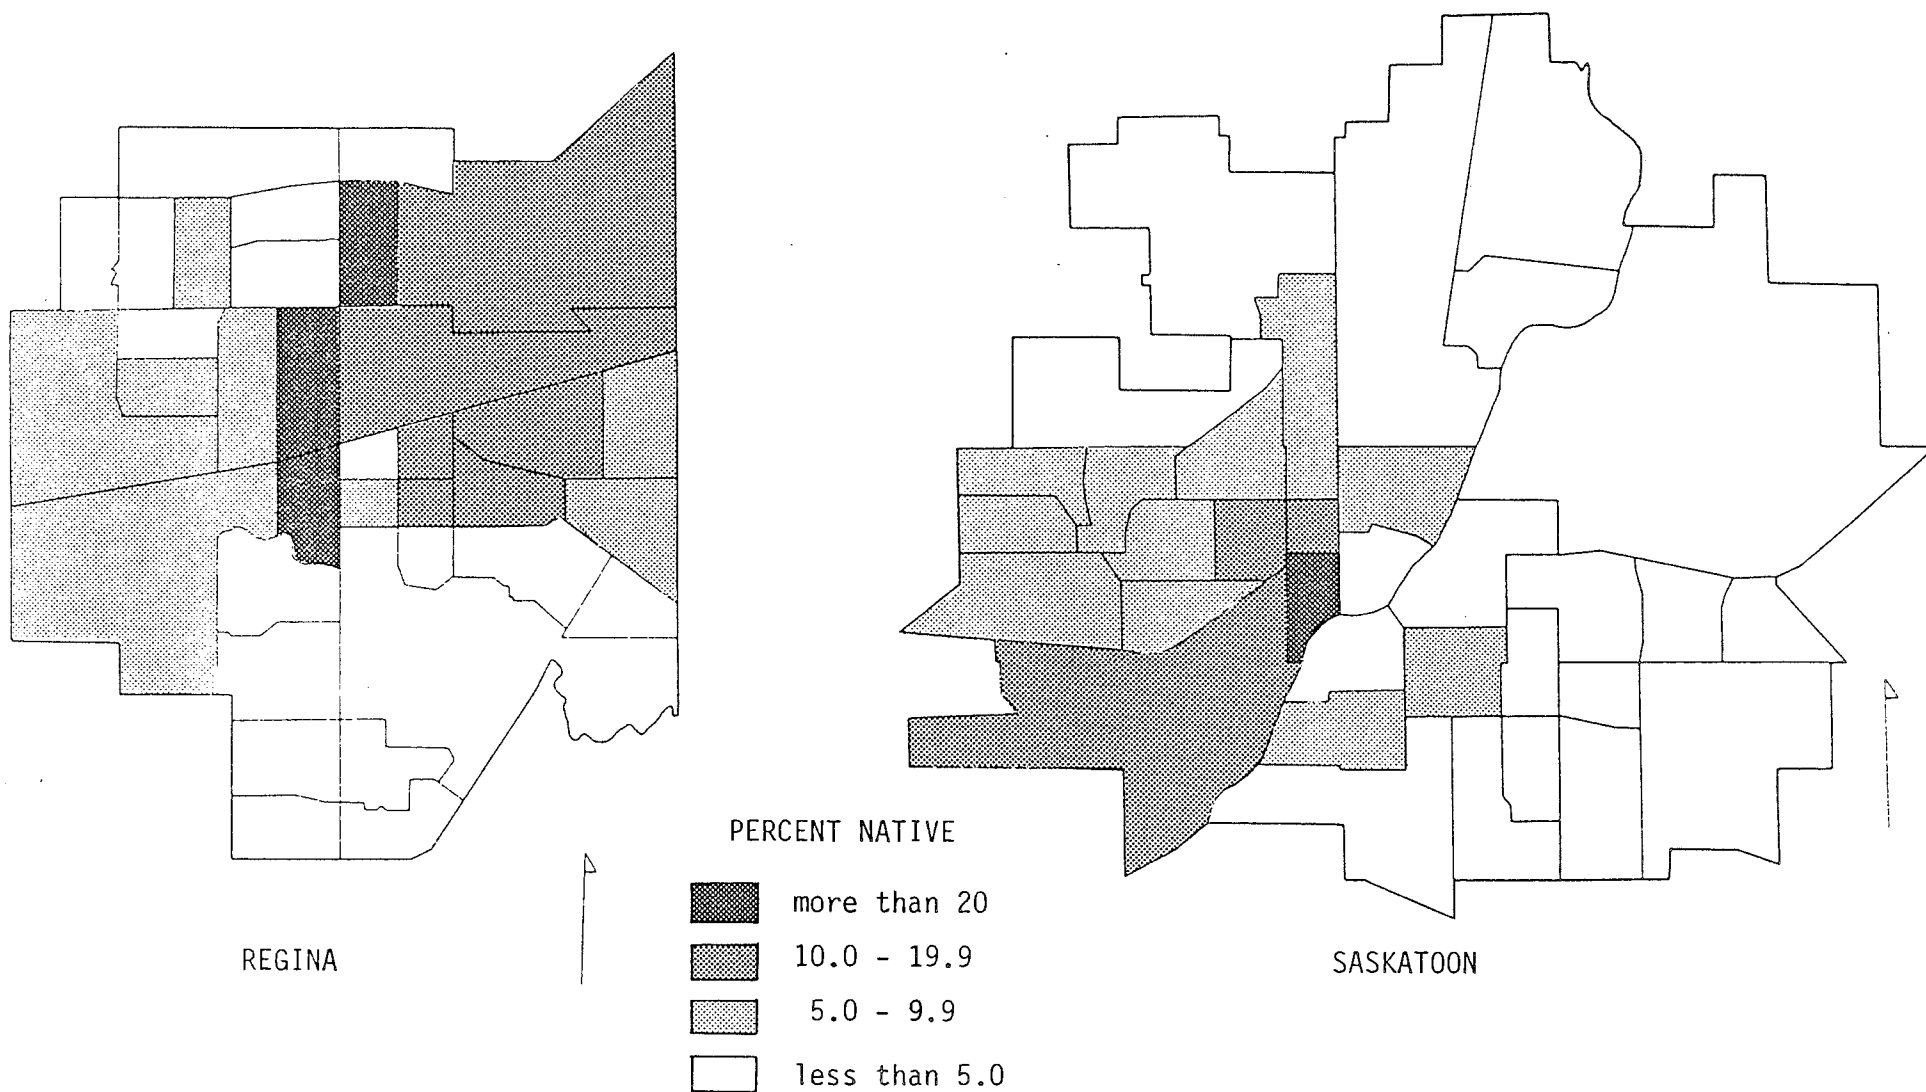 PERCENT NATIVE
more than 20
10.0 - 19.9
5.0 - 9.9
less than 5.0
REGINA
SASKATOON